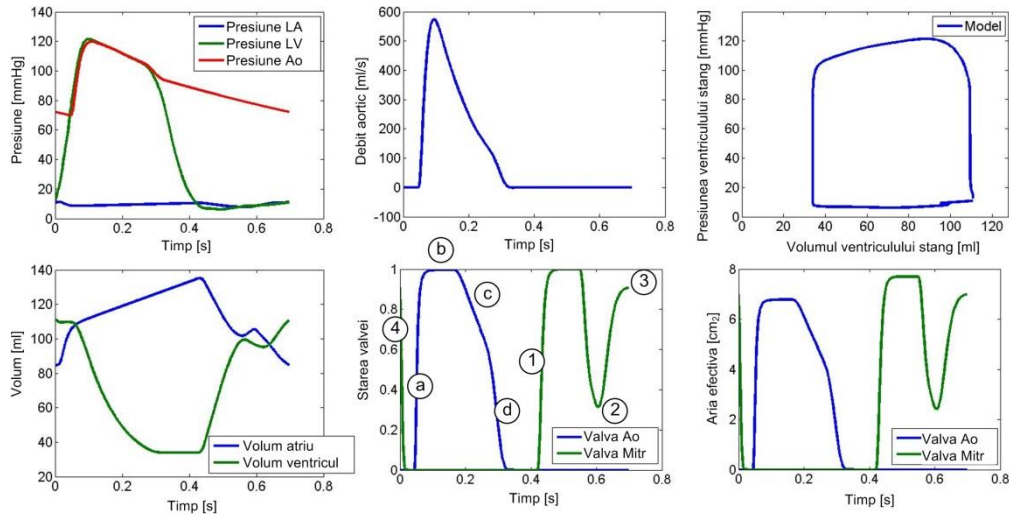 Presiune [mmHg]
140
120
100
80
60
40
20
0
Presiune LA
Presiune LV
Presiune Ao
0 0.2 0.4 0.6 0.8
Timp [s]
Debit aortic [ml/s]
600
500
400
300
200
100
0
-100
0 0.2 0.4 0.6 0.8
Timp [s]
Presiunea ventriculului stang [mmHg]
140
120
100
80
60
40
20
0
Model
0 20 40 60 80 100 120
Volumul ventriculului stang [ml]
Volum [ml]
140
120
100
80
60
40
20
Volum atriu
Volum ventricul
0 0.2 0.4 0.6 0.8
Timp [s]
Starea valvei
1
0.8
0.6
0.4
0.2
0
b
c
3
4
1
a
d
2
Valva Ao
Valva Mitr
0 0.2 0.4 0.6 0.8
Timp [s]
Aria efectiva [cm2]
8
6
4
2
0
Valva Ao
Valva Mitr
0 0.2 0.4 0.6 0.8
Timp [s]